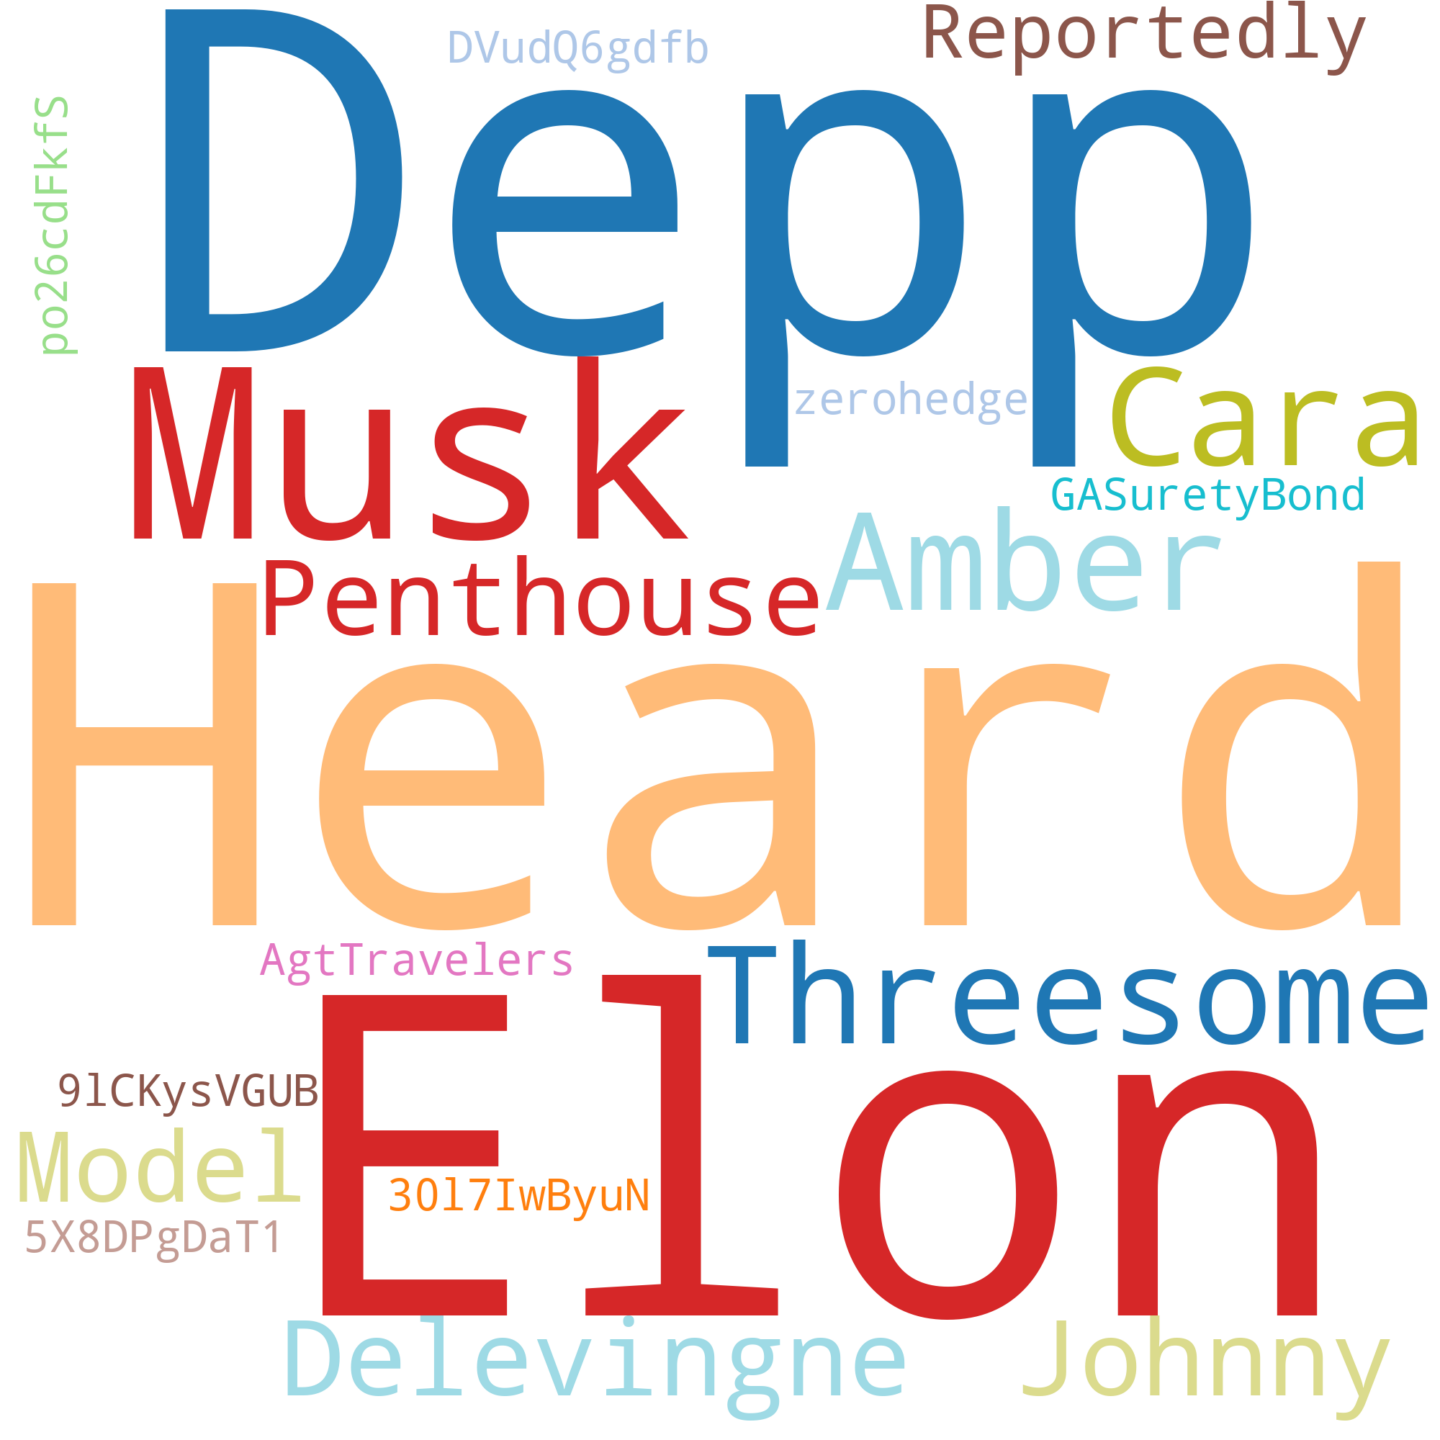 Depp
DVudQ6gdfb
Reportedly
po26cdFkfS
Musk
zerohedge
Cara
GASuretyBond
Amber
Penthouse
Heard
AgtTravelers
Threesome
Elon
9lCKysVGUB
Model
3Ol7IwByuN
5X8DPgDaT1
Delevingne
Johnny